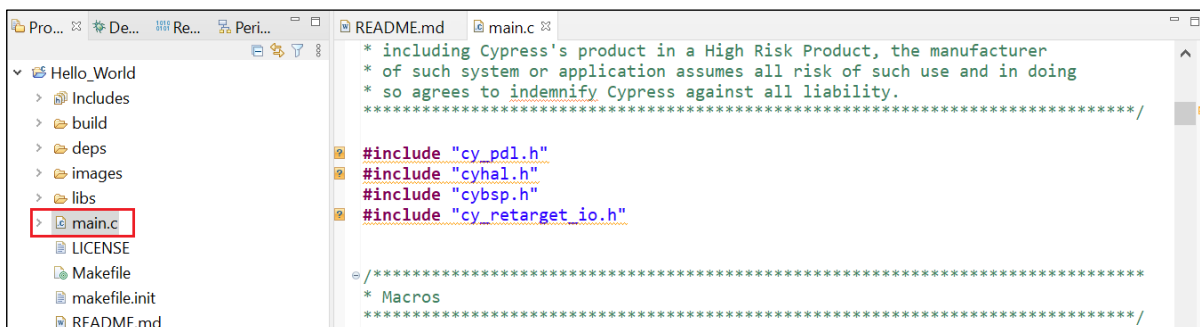 Pro... De... Re... Peri...
Hello_World
Includes
build
deps
images
libs
main.c
LICENSE
Makefile
makefile.init
README.md
README.md main.c
* including Cypress's product in a High Risk Product, the manufacturer
* of such system or application assumes all risk of such use and in doing
* so agrees to indemnify Cypress against all liability.
*******************************************************************************/
#include "cy_pdl.h"
#include "cyhal.h"
#include "cybsp.h"
#include "cy_retarget_io.h"
/*******************************************************************************
* Macros
*******************************************************************************/